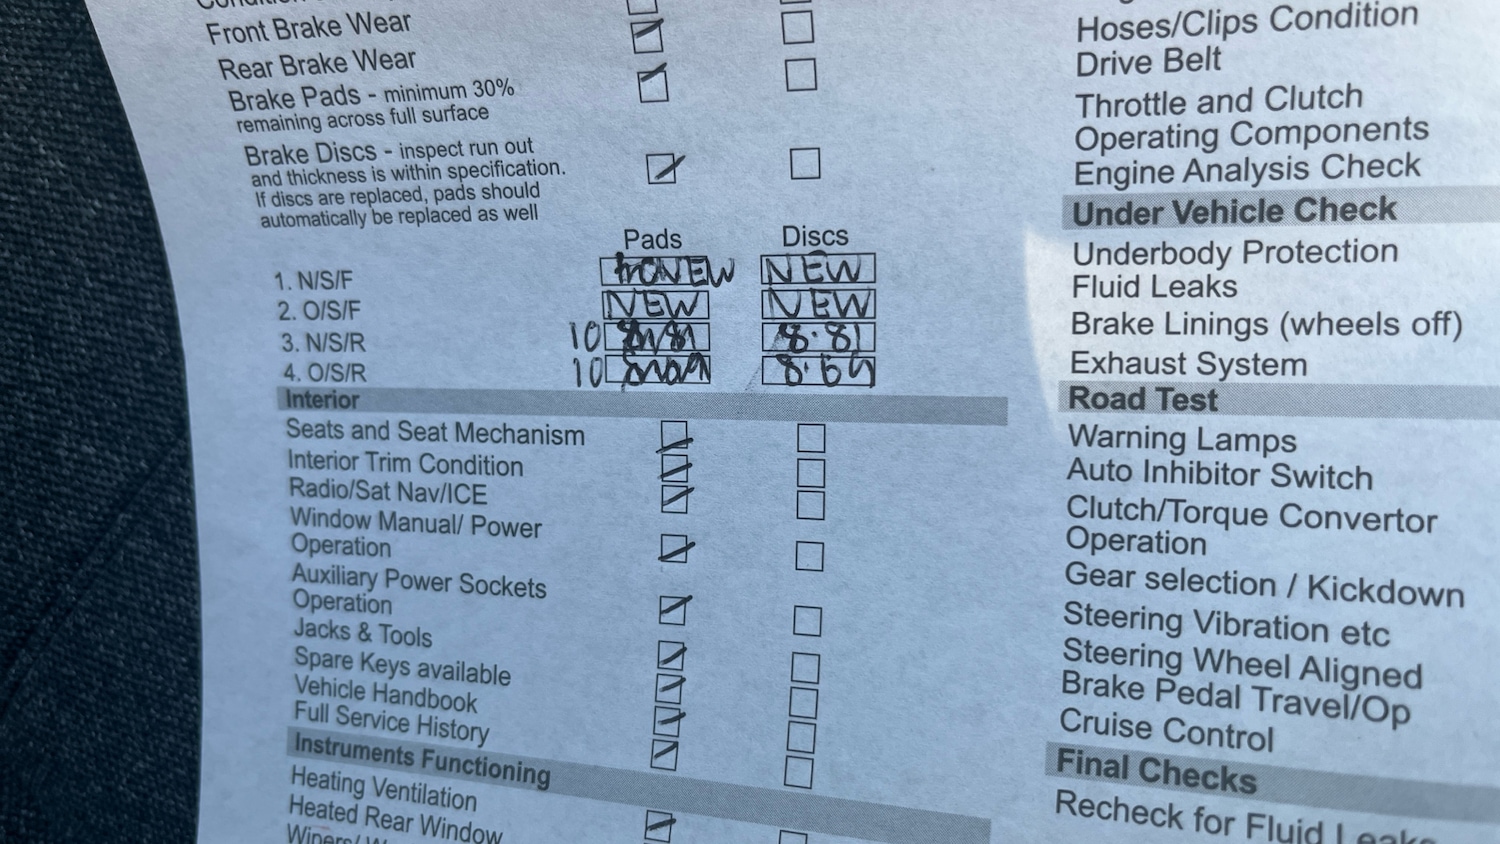 Front Brake Wear
Rear Brake Wear
Brake Pads - minimum 30%
remaining across full surface
Brake Discs - inspect run out
and thickness is within specification.
If discs are replaced, pads should
automatically be replaced as well
Pads Discs
1. N/S/F NEW NEW
2. O/S/F NEW NEW
3. N/S/R 10 8.81
4. O/S/R 10
Interior
Seats and Seat Mechanism
Interior Trim Condition
Radio/Sat Nav/ICE
Window Manual/ Power
Operation
Auxiliary Power Sockets
Operation
Jacks & Tools
Spare Keys available
Vehicle Handbook
Full Service History
Instruments Functioning
Heating Ventilation
Heated Rear Window
Hoses/Clips Condition
Drive Belt
Throttle and Clutch
Operating Components
Engine Analysis Check
Under Vehicle Check
Underbody Protection
Fluid Leaks
Brake Linings (wheels off)
Exhaust System
Road Test
Warning Lamps
Auto Inhibitor Switch
Clutch/Torque Convertor
Operation
Gear selection / Kickdown
Steering Vibration etc
Steering Wheel Aligned
Brake Pedal Travel/Op
Cruise Control
Final Checks
Recheck for Fluid Leaks